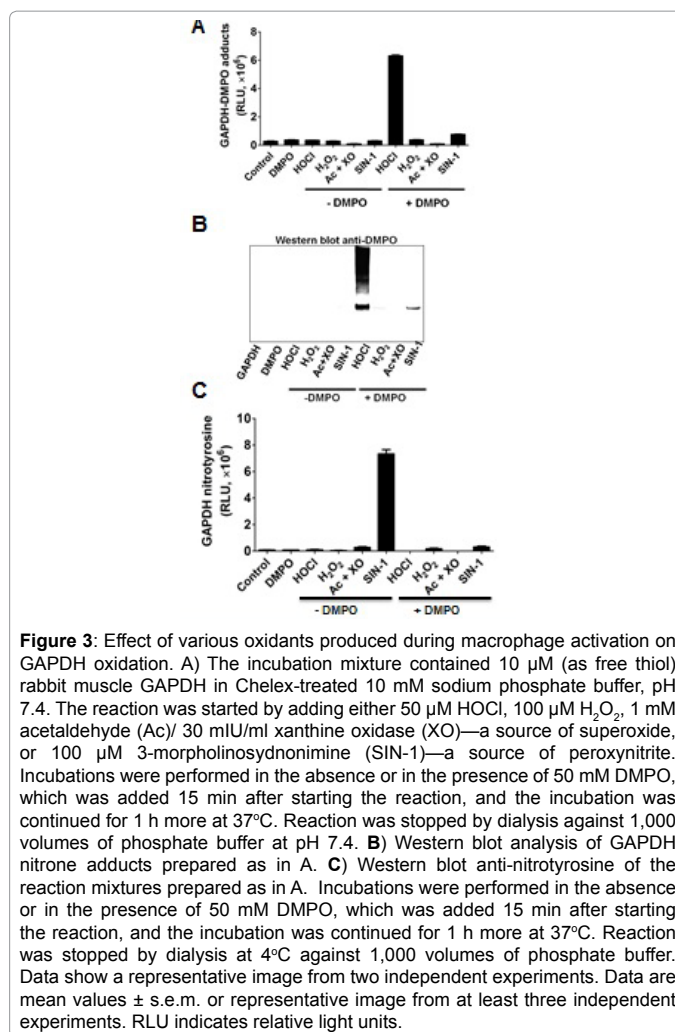 A
GAPDH-DMPO adducts
(RLU, ×10⁶)
8
6
4
2
0
Control
DMPO
HOCl
H₂O₂
Ac + XO
SIN-1
HOCl
H₂O₂
Ac + XO
SIN-1
- DMPO
+ DMPO
B
Western blot anti-DMPO
GAPDH
DMPO
HOCl
H₂O₂
Ac+XO
SIN-1
HOCl
H₂O₂
Ac+XO
SIN-1
-DMPO
+ DMPO
C
GAPDH nitrotyrosine
(RLU, ×10⁶)
10
8
6
4
2
0
Control
DMPO
HOCl
H₂O₂
Ac + XO
SIN-1
HOCl
H₂O₂
Ac + XO
SIN-1
- DMPO
+ DMPO
Figure 3: Effect of various oxidants produced during macrophage activation on
GAPDH oxidation. A) The incubation mixture contained 10 µM (as free thiol)
rabbit muscle GAPDH in Chelex-treated 10 mM sodium phosphate buffer, pH
7.4. The reaction was started by adding either 50 µM HOCl, 100 µM H₂O₂, 1 mM
acetaldehyde (Ac)/ 30 mIU/ml xanthine oxidase (XO)—a source of superoxide,
or 100 µM 3-morpholinosydnonimine (SIN-1)—a source of peroxynitrite.
Incubations were performed in the absence or in the presence of 50 mM DMPO,
which was added 15 min after starting the reaction, and the incubation was
continued for 1 h more at 37°C. Reaction was stopped by dialysis against 1,000
volumes of phosphate buffer at pH 7.4. B) Western blot analysis of GAPDH
nitrone adducts prepared as in A. C) Western blot anti-nitrotyrosine of the
reaction mixtures prepared as in A. Incubations were performed in the absence
or in the presence of 50 mM DMPO, which was added 15 min after starting
the reaction, and the incubation was continued for 1 h more at 37°C. Reaction
was stopped by dialysis at 4°C against 1,000 volumes of phosphate buffer.
Data show a representative image from two independent experiments. Data are
mean values ± s.e.m. or representative image from at least three independent
experiments. RLU indicates relative light units.